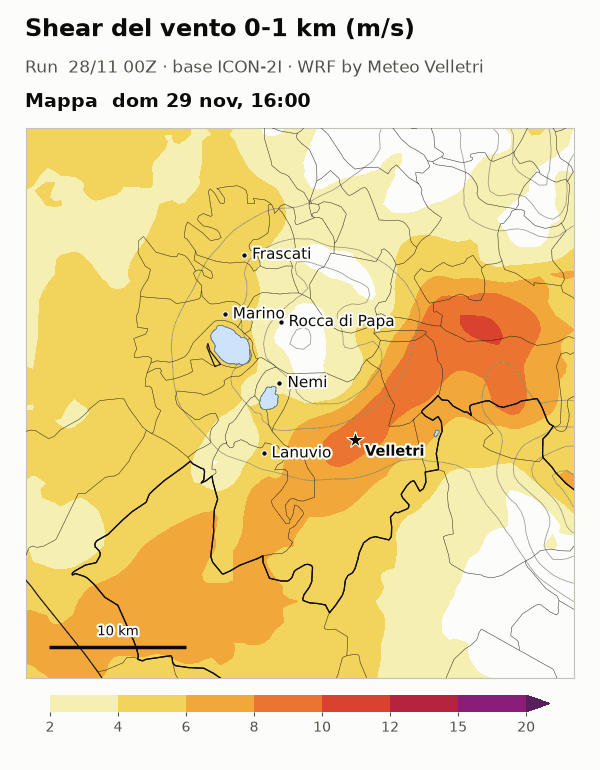 Shear del vento 0-1 km (m/s)
Run  28/11 00Z · base ICON-2I · WRF by Meteo Velletri
Mappa  dom 29 nov, 16:00
Frascati
Marino
Rocca di Papa
Nemi
Velletri
Lanuvio
10 km
2 4 6 8 10 12 15 20